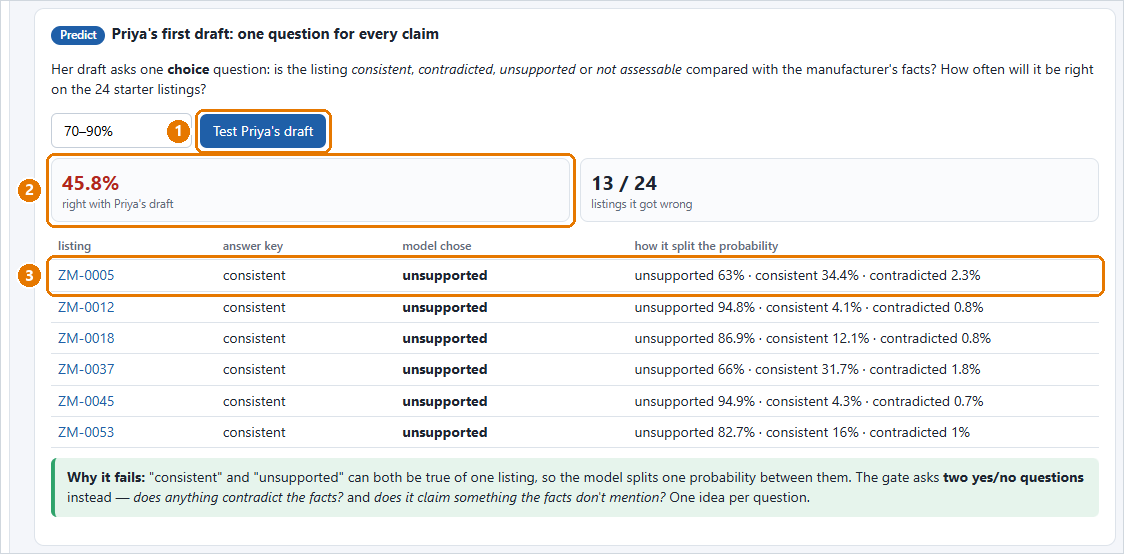 Predict Priya's first draft: one question for every claim
Her draft asks one choice question: is the listing consistent, contradicted, unsupported or not assessable compared with the manufacturer's facts? How often will it be right
on the 24 starter listings?
70–90% 1 Test Priya's draft
2 45.8% 13 / 24
right with Priya's draft listings it got wrong
listing answer key model chose how it split the probability
3 ZM-0005 consistent unsupported unsupported 63% · consistent 34.4% · contradicted 2.3%
ZM-0012 consistent unsupported unsupported 94.8% · consistent 4.1% · contradicted 0.8%
ZM-0018 consistent unsupported unsupported 86.9% · consistent 12.1% · contradicted 0.8%
ZM-0037 consistent unsupported unsupported 66% · consistent 31.7% · contradicted 1.8%
ZM-0045 consistent unsupported unsupported 94.9% · consistent 4.3% · contradicted 0.7%
ZM-0053 consistent unsupported unsupported 82.7% · consistent 16% · contradicted 1%
Why it fails: "consistent" and "unsupported" can both be true of one listing, so the model splits one probability between them. The gate asks two yes/no questions
instead — does anything contradict the facts? and does it claim something the facts don't mention? One idea per question.